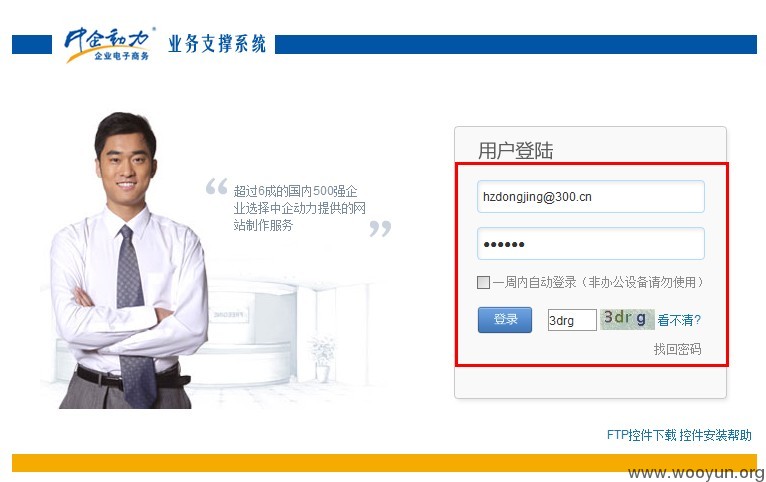 中企动力
企业电子商务
业务支撑系统
用户登陆
超过6成的国内500强企
业选择中企动力提供的网
站制作服务
hzdongjing@300.cn
••••••
一周内自动登录（非办公设备请勿使用）
登录
3drg
3drg
看不清?
找回密码
FTP控件下载 控件安装帮助
www.wooyun.org